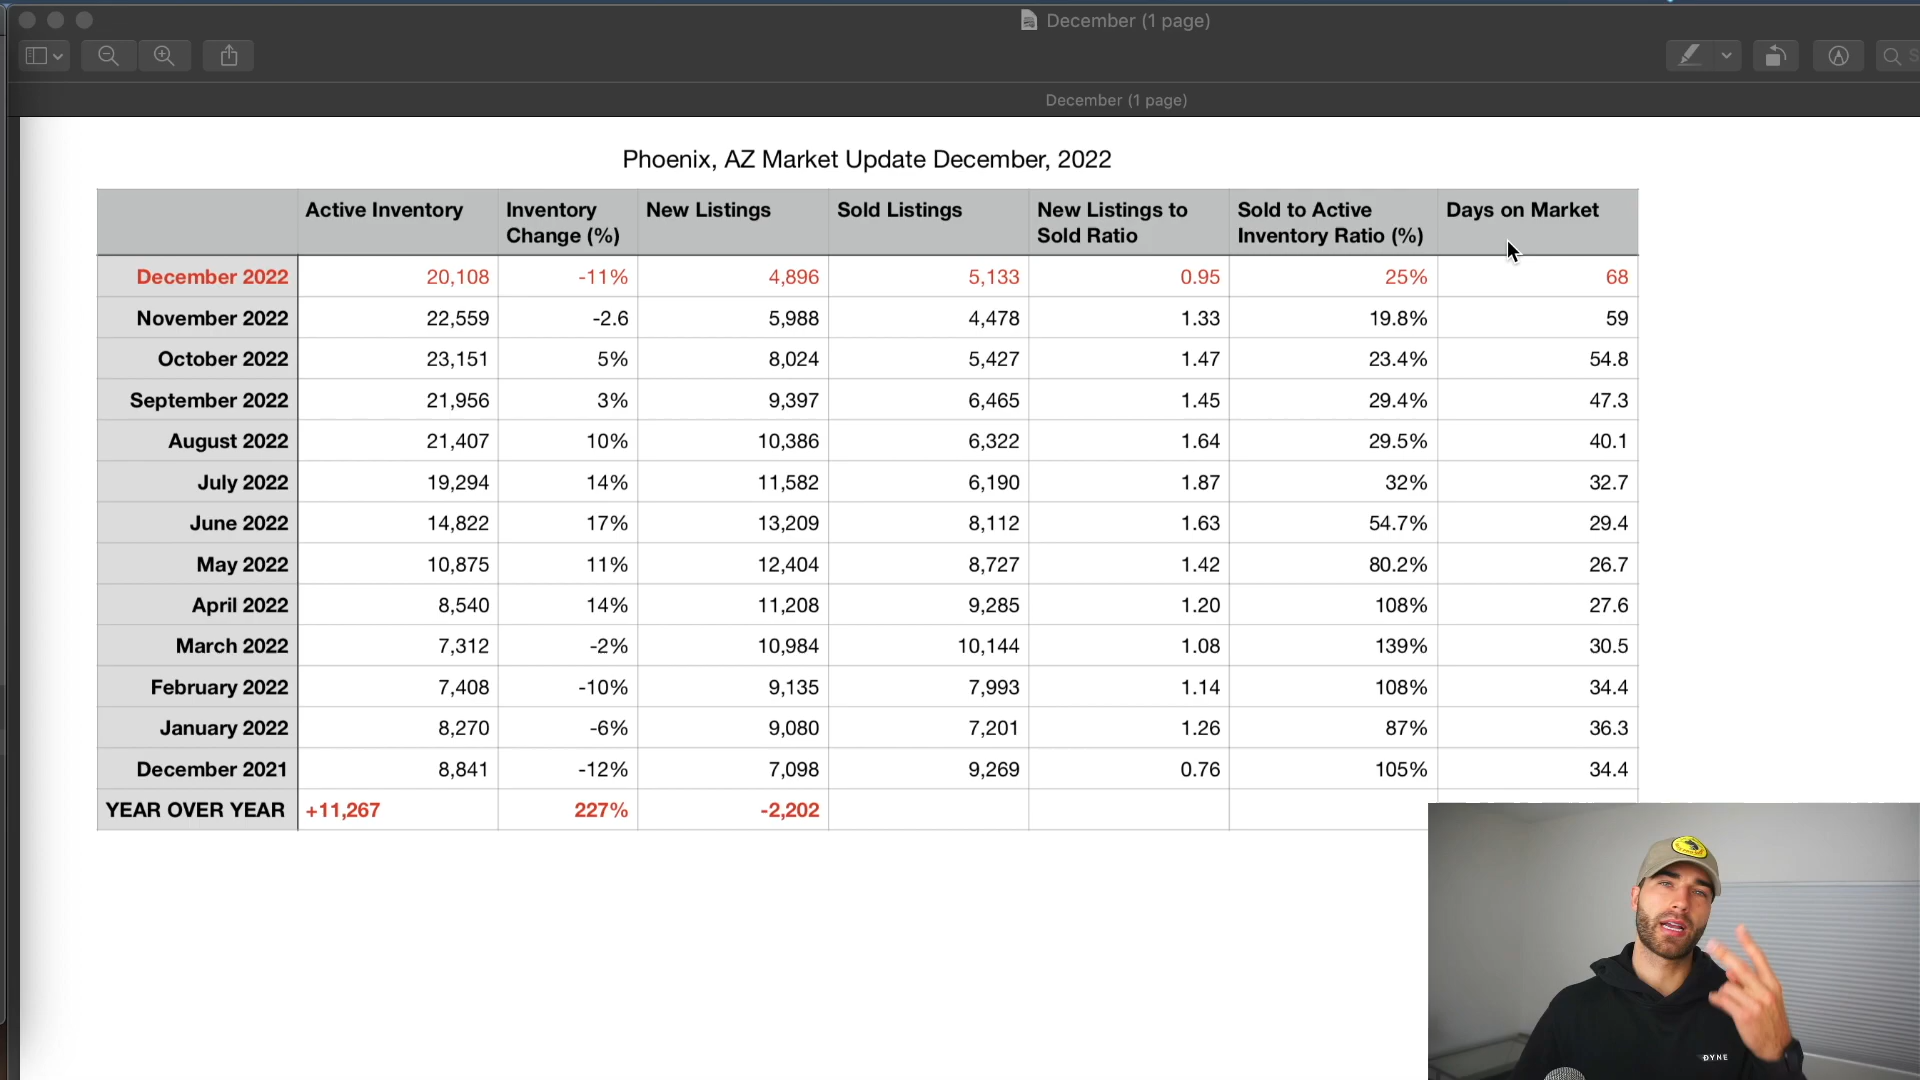 December (1 page)
December (1 page)
Phoenix, AZ Market Update December, 2022
Active Inventory Inventory Change (%) New Listings Sold Listings New Listings to Sold Ratio Sold to Active Inventory Ratio (%) Days on Market
December 2022 20,108 -11% 4,896 5,133 0.95 25% 68
November 2022 22,559 -2.6 5,988 4,478 1.33 19.8% 59
October 2022 23,151 5% 8,024 5,427 1.47 23.4% 54.8
September 2022 21,956 3% 9,397 6,465 1.45 29.4% 47.3
August 2022 21,407 10% 10,386 6,322 1.64 29.5% 40.1
July 2022 19,294 14% 11,582 6,190 1.87 32% 32.7
June 2022 14,822 17% 13,209 8,112 1.63 54.7% 29.4
May 2022 10,875 11% 12,404 8,727 1.42 80.2% 26.7
April 2022 8,540 14% 11,208 9,285 1.20 108% 27.6
March 2022 7,312 -2% 10,984 10,144 1.08 139% 30.5
February 2022 7,408 -10% 9,135 7,993 1.14 108% 34.4
January 2022 8,270 -6% 9,080 7,201 1.26 87% 36.3
December 2021 8,841 -12% 7,098 9,269 0.76 105% 34.4
YEAR OVER YEAR +11,267 227% -2,202
DYNE